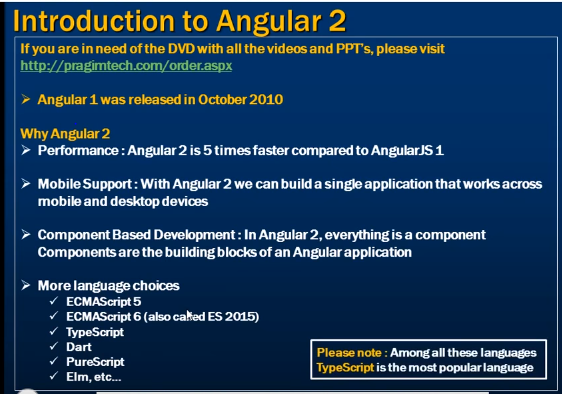 Introduction to Angular 2
If you are in need of the DVD with all the videos and PPT's, please visit
http://pragimtech.com/order.aspx
➢ Angular 1 was released in October 2010
Why Angular 2
➢ Performance : Angular 2 is 5 times faster compared to AngularJS 1
➢ Mobile Support : With Angular 2 we can build a single application that works across
mobile and desktop devices
➢ Component Based Development : In Angular 2, everything is a component
Components are the building blocks of an Angular application
➢ More language choices
✓ ECMAScript 5
✓ ECMAScript 6 (also called ES 2015)
✓ TypeScript
✓ Dart
✓ PureScript
✓ Elm, etc...
Please note : Among all these languages
TypeScript is the most popular language